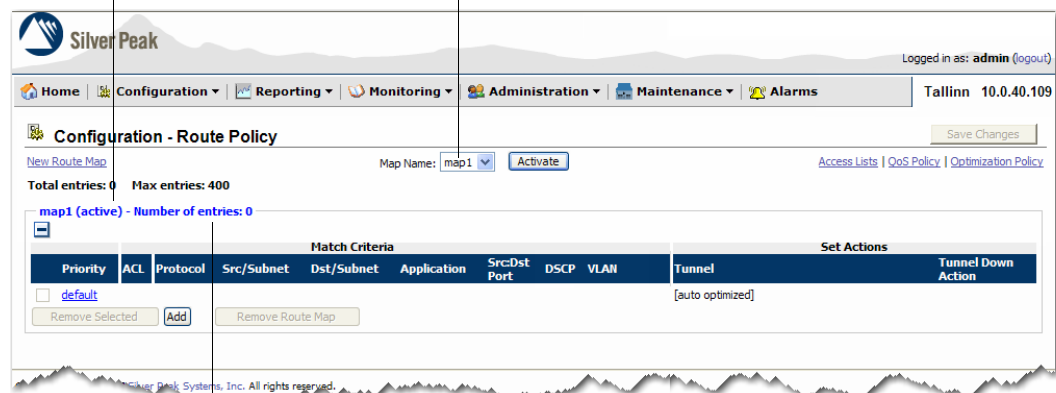 Silver Peak
Logged in as: admin (logout)
Home Configuration Reporting Monitoring Administration Maintenance Alarms Tallinn 10.0.40.109
Configuration - Route Policy Save Changes
New Route Map Map Name: map1 Activate Access Lists | QoS Policy | Optimization Policy
Total entries: 0 Max entries: 400
map1 (active) - Number of entries: 0
Match Criteria Set Actions
Priority ACL Protocol Src/Subnet Dst/Subnet Application Src:Dst Port DSCP VLAN Tunnel Tunnel Down Action
default [auto optimized]
Remove Selected Add Remove Route Map
Silver Peak Systems, Inc. All rights reserved.